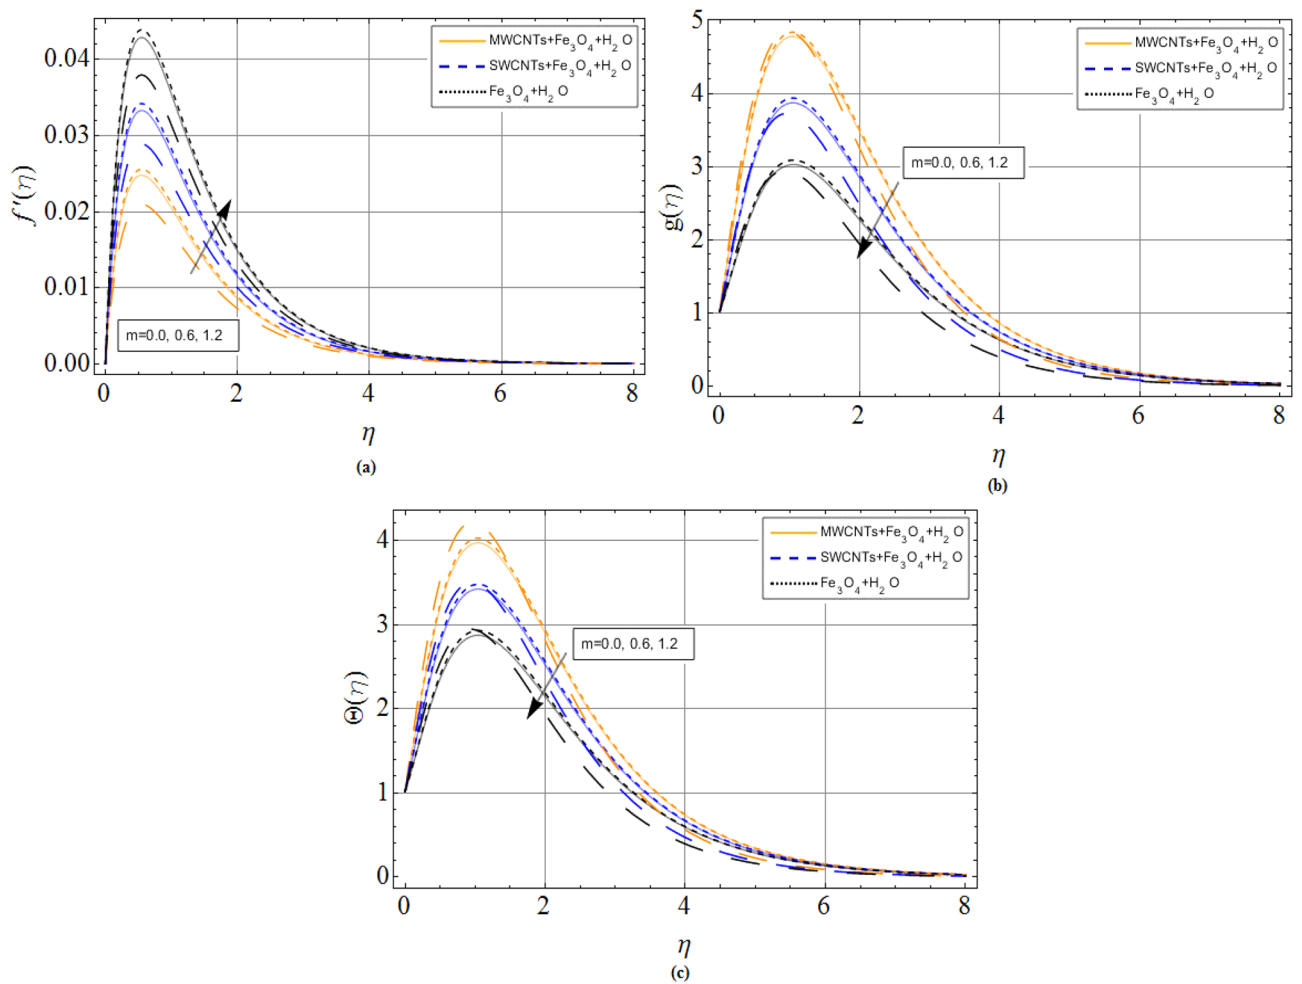 0.04
0.03
0.02
0.01
0.00
f′(η)
MWCNTs+Fe3O4+H2 O
SWCNTs+Fe3O4+H2 O
Fe3O4+H2 O
m=0.0, 0.6, 1.2
0 2 4 6 8
η
(a)
5
4
3
2
1
0
g(η)
MWCNTs+Fe3O4+H2 O
SWCNTs+Fe3O4+H2 O
Fe3O4+H2 O
m=0.0, 0.6, 1.2
0 2 4 6 8
η
(b)
4
3
2
1
0
Θ(η)
MWCNTs+Fe3O4+H2 O
SWCNTs+Fe3O4+H2 O
Fe3O4+H2O
m=0.0, 0.6, 1.2
0 2 4 6 8
η
(c)